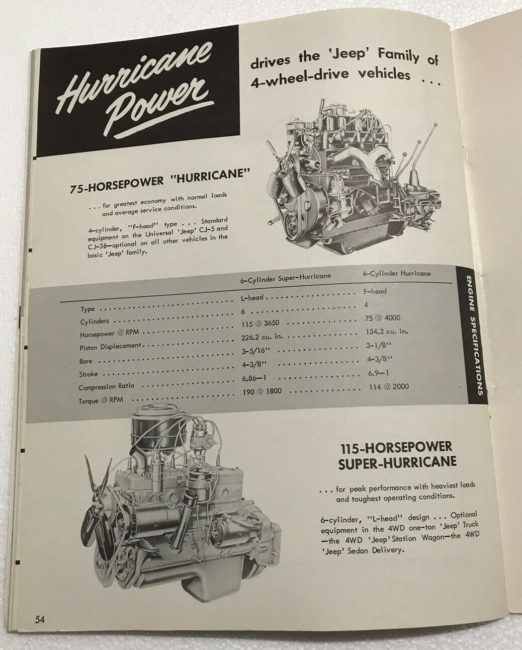 Hurricane
Power
drives the 'Jeep' Family of
4-wheel-drive vehicles ...
75-HORSEPOWER "HURRICANE"
... for greatest economy with normal loads
and average service conditions.
4-cylinder, "F-head" type ... Standard
equipment on the Universal 'Jeep' CJ-5 and
CJ-3B—optional on all other vehicles in the
basic 'Jeep' family.
6-Cylinder Super-Hurricane 4-Cylinder Hurricane
Type L-head F-head
Cylinders 6 4
Horsepower @ RPM 115 @ 3650 75 @ 4000
Piston Displacement 226.2 cu. in. 134.2 cu. in.
Bore 3-5/16" 3-1/8"
Stroke 4-3/8" 4-3/8"
Compression Ratio 6.86-1 6.9-1
Torque @ RPM 190 @ 1800 114 @ 2000
ENGINE SPECIFICATIONS
115-HORSEPOWER
SUPER-HURRICANE
... for peak performance with heaviest loads
and toughest operating conditions.
6-cylinder, "L-head" design ... Optional
equipment in the 4WD one-ton 'Jeep' Truck
—the 4WD 'Jeep' Station Wagon—the 4WD
'Jeep' Sedan Delivery.
54